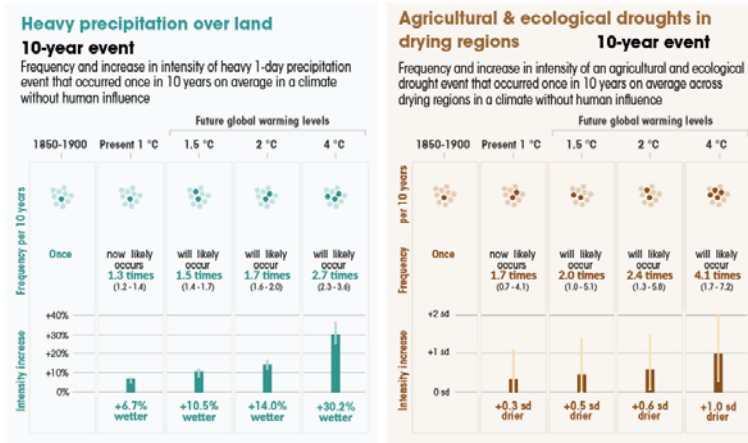 Heavy precipitation over land
10-year event
Frequency and increase in intensity of heavy 1-day precipitation
event that occurred once in 10 years on average in a climate
without human influence
Future global warming levels
1850-1900 Present 1 °C 1.5 °C 2 °C 4 °C
Frequency per 10 years
Once
now likely occurs 1.3 times (1.2 - 1.4)
will likely occur 1.5 times (1.4 - 1.7)
will likely occur 1.7 times (1.6 - 2.0)
will likely occur 2.7 times (2.3 - 3.6)
Intensity increase
+40%
+30%
+20%
+10%
0%
+6.7% wetter
+10.5% wetter
+14.0% wetter
+30.2% wetter
Agricultural & ecological droughts in
drying regions 10-year event
Frequency and increase in intensity of an agricultural and ecological
drought event that occurred once in 10 years on average across
drying regions in a climate without human influence
Future global warming levels
1850-1900 Present 1 °C 1.5 °C 2 °C 4 °C
Frequency per 10 years
Once
now likely occurs 1.7 times (0.7 - 4.1)
will likely occur 2.0 times (1.0 - 5.1)
will likely occur 2.4 times (1.3 - 5.8)
will likely occur 4.1 times (1.7 - 7.2)
Intensity increase
+2 sd
+1 sd
0 sd
+0.3 sd drier
+0.5 sd drier
+0.6 sd drier
+1.0 sd drier